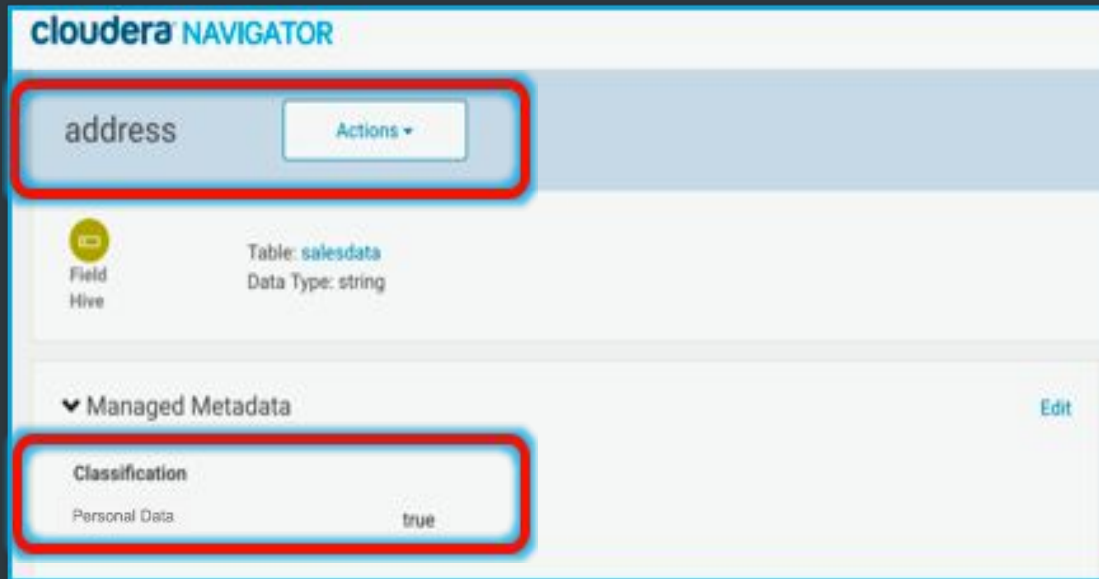 cloudera NAVIGATOR
address
Actions
Field
Hive
Table: salesdata
Data Type: string
Managed Metadata
Edit
Classification
Personal Data true